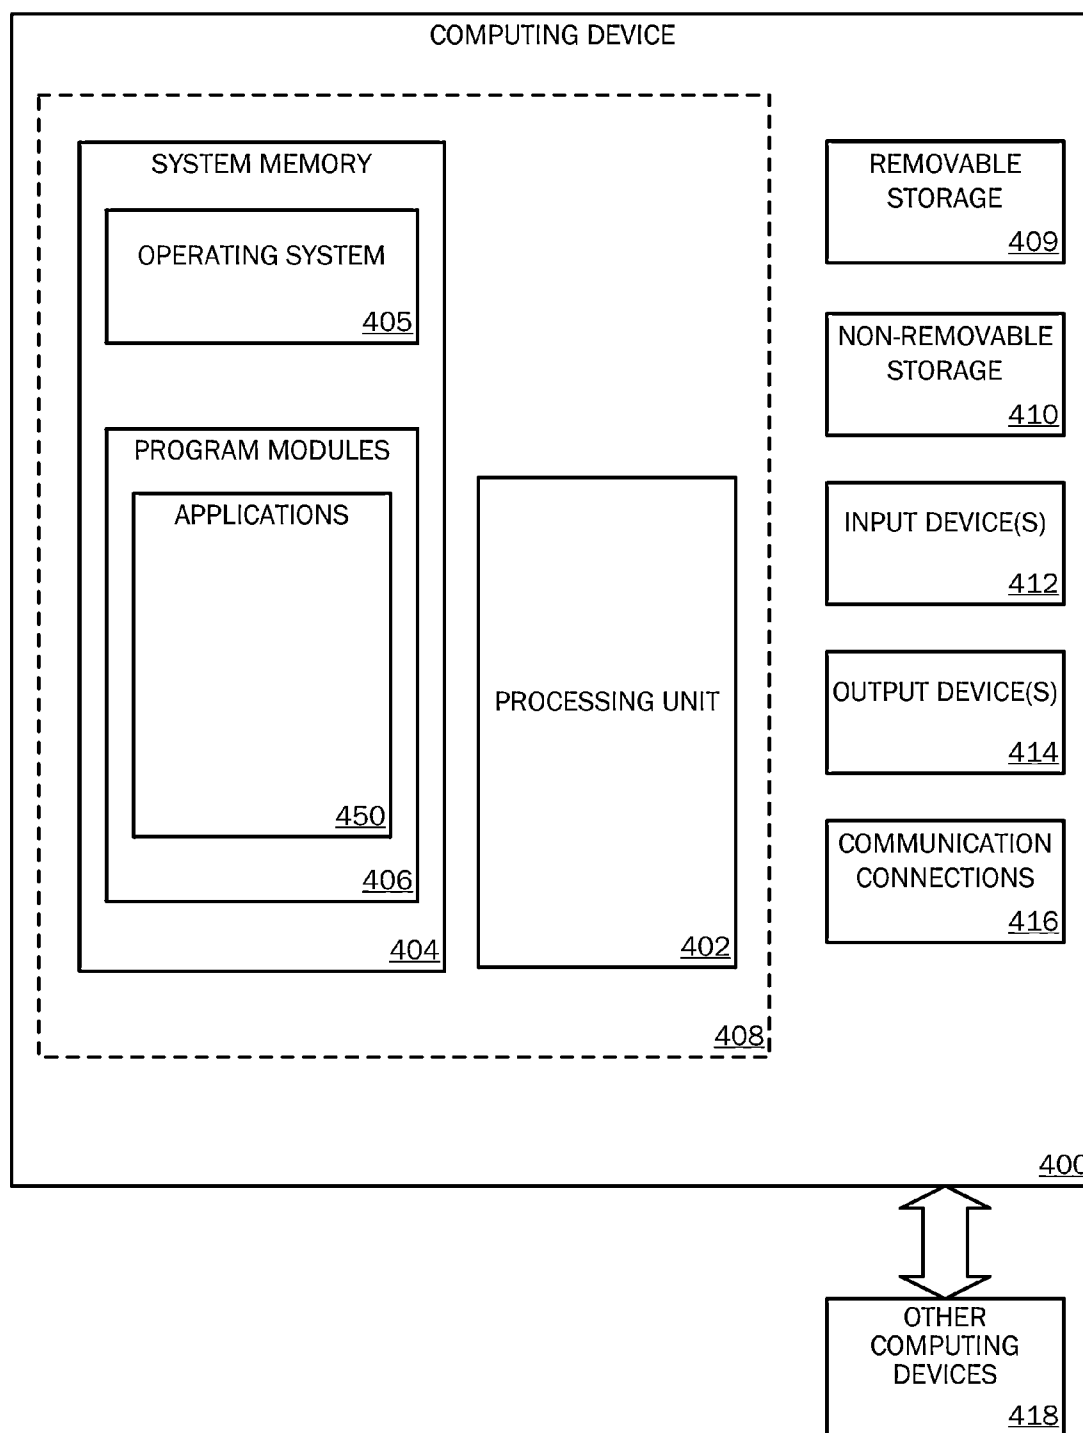 COMPUTING DEVICE
SYSTEM MEMORY
OPERATING SYSTEM
405
PROGRAM MODULES
APPLICATIONS
450
406
404
PROCESSING UNIT
402
408
REMOVABLE
STORAGE
409
NON-REMOVABLE
STORAGE
410
INPUT DEVICE(S)
412
OUTPUT DEVICE(S)
414
COMMUNICATION
CONNECTIONS
416
400
OTHER
COMPUTING
DEVICES
418